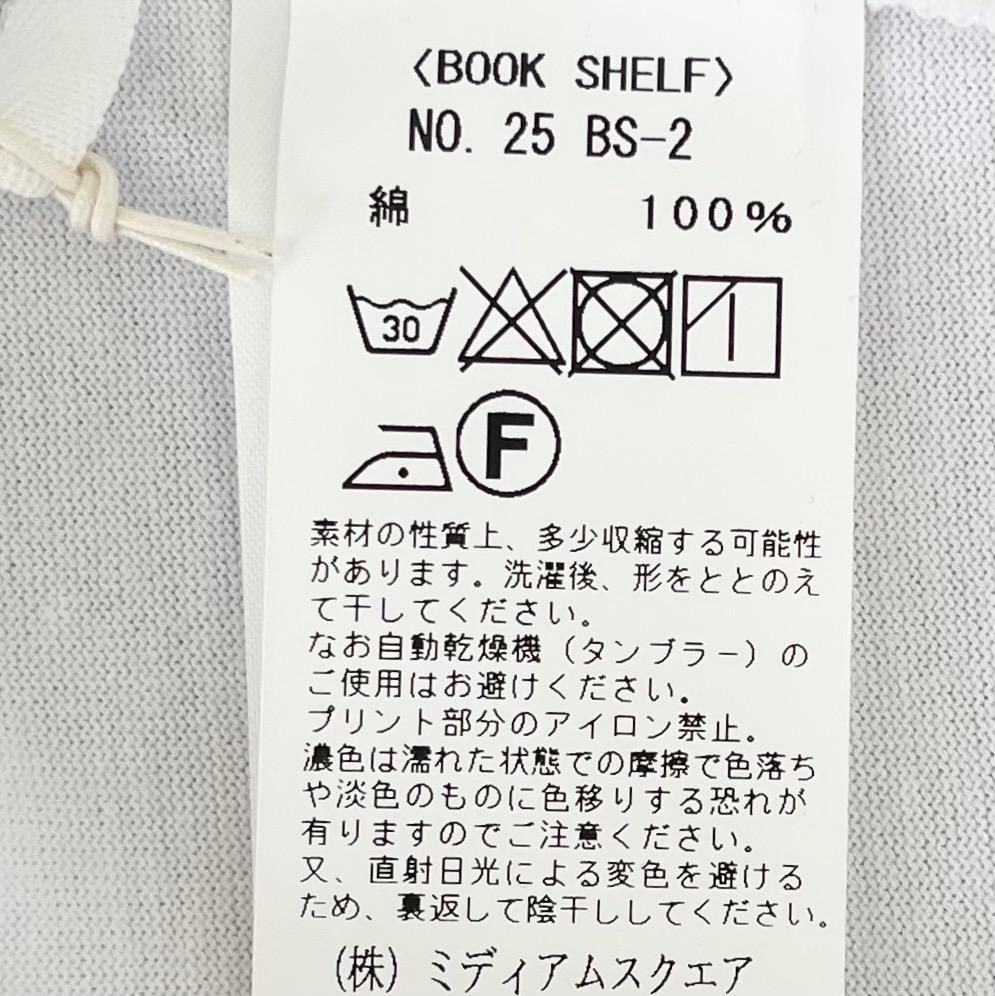 〈BOOK SHELF〉
NO. 25 BS-2
綿 100%
30
F
素材の性質上、多少収縮する可能性
があります。洗濯後、形をととのえ
て干してください。
なお自動乾燥機（タンブラー）の
ご使用はお避けください。
プリント部分のアイロン禁止。
濃色は濡れた状態での摩擦で色落ち
や淡色のものに色移りする恐れが
有りますのでご注意ください。
又、直射日光による変色を避ける
ため、裏返して陰干ししてください。
(株) ミディアムスクエア